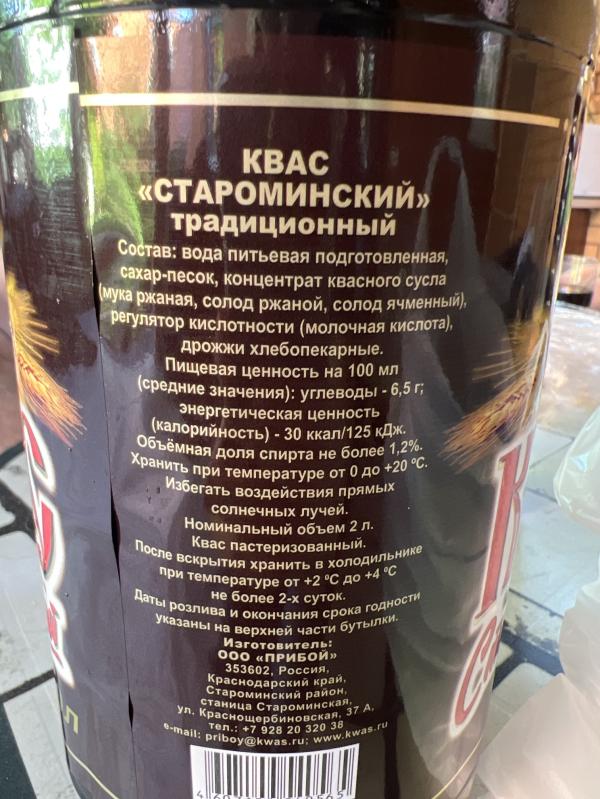 КВАС
«СТАРОМИНСКИЙ»
традиционный
Состав: вода питьевая подготовленная,
сахар-песок, концентрат квасного сусла
(мука ржаная, солод ржаной, солод ячменный),
регулятор кислотности (молочная кислота),
дрожжи хлебопекарные.
Пищевая ценность на 100 мл
(средние значения): углеводы - 6,5 г;
энергетическая ценность
(калорийность) - 30 ккал/125 кДж.
Объёмная доля спирта не более 1,2%.
Хранить при температуре от 0 до +20 ºС.
Избегать воздействия прямых
солнечных лучей.
Номинальный объем 2 л.
Квас пастеризованный.
После вскрытия хранить в холодильнике
при температуре от +2 ºС до +4 ºС
не более 2-х суток.
Даты розлива и окончания срока годности
указаны на верхней части бутылки.
Изготовитель:
ООО «ПРИБОЙ»
353602, Россия,
Краснодарский край,
Староминский район,
станица Староминская,
ул. Краснощербиновская, 37 А,
тел.: +7 928 20 320 38
e-mail: priboy@kwas.ru; www.kwas.ru